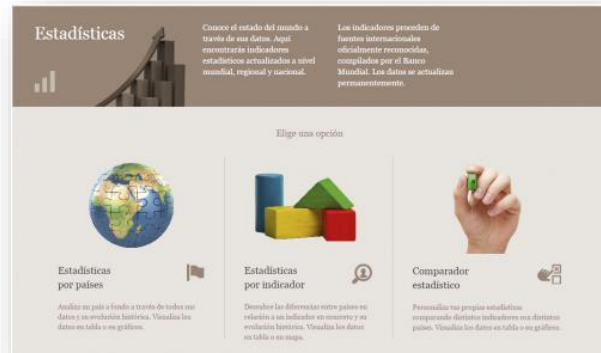 Estadísticas
Conoce el estado del mundo a
través de sus datos. Aquí
encontrarás indicadores
estadísticos actualizados a nivel
mundial, regional y nacional.
Los indicadores proceden de
fuentes internacionales
oficialmente reconocidas,
compilados por el Banco
Mundial. Los datos se actualizan
permanentemente.
Elige una opción
Estadísticas
por países
Analiza un país a fondo a través de todos sus
datos y su evolución histórica. Visualiza los
datos en tabla o en gráficos.
Estadísticas
por indicador
Descubre las diferencias entre países en
relación a un indicador en concreto y su
evolución histórica. Visualiza los datos
en tabla o en mapa.
Comparador
estadístico
Personaliza tus propias estadísticas
comparando distintos indicadores con distintos
países. Visualiza los datos en tabla o en gráficos.